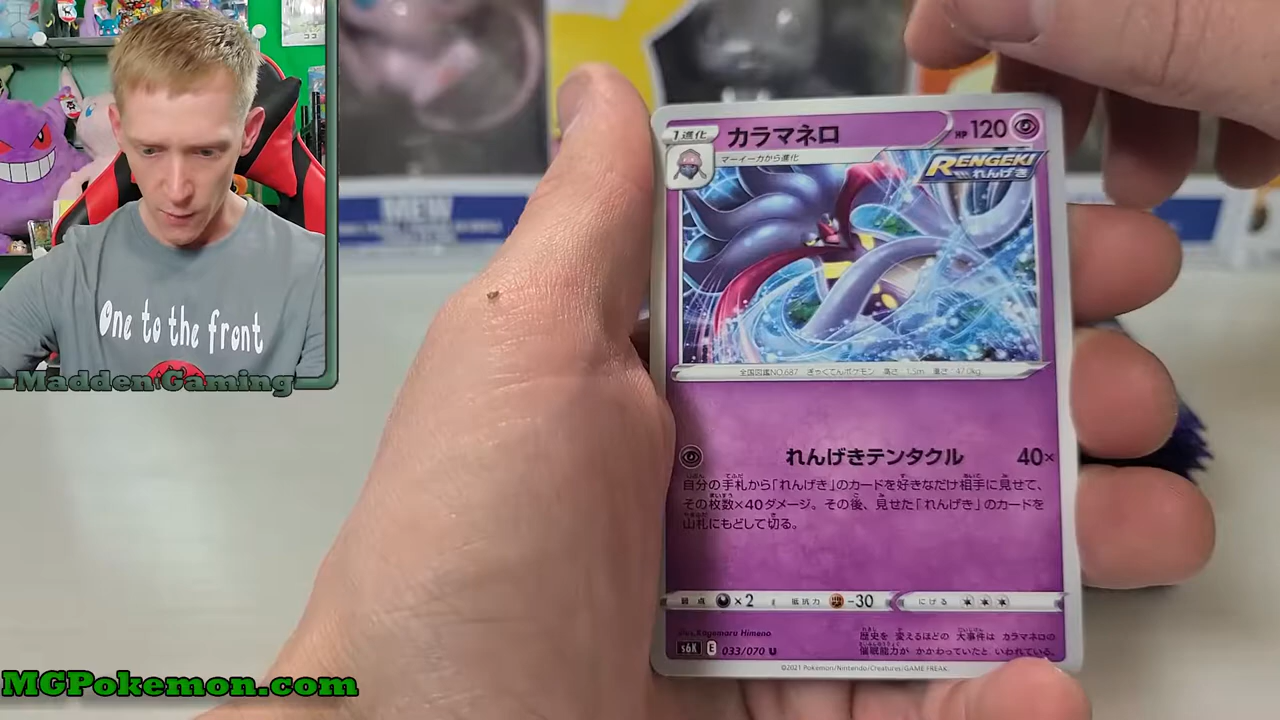 One to the front
Madden Gaming
MGPokemon.com
MEW
1進化
カラマネロ
HP 120
マーイーカから進化
RENGEKI
れんげき
全国図鑑NO.687 ぎゃくてんポケモン 高さ:1.5m 重さ:47.0kg
れんげきテンタクル 40×
自分の手札から「れんげき」のカードを好きなだけ相手に見せて、
その枚数×40ダメージ。その後、見せた「れんげき」のカードを
山札にもどして切る。
弱点 ×2 抵抗力 -30 にげる
Illus. Kagemaru Himeno
s6K E 033/070 U
歴史を 変えるほどの 大事件は カラマネロの
催眠能力が かかわっていたと いわれている。
©2021 Pokémon/Nintendo/Creatures/GAME FREAK.